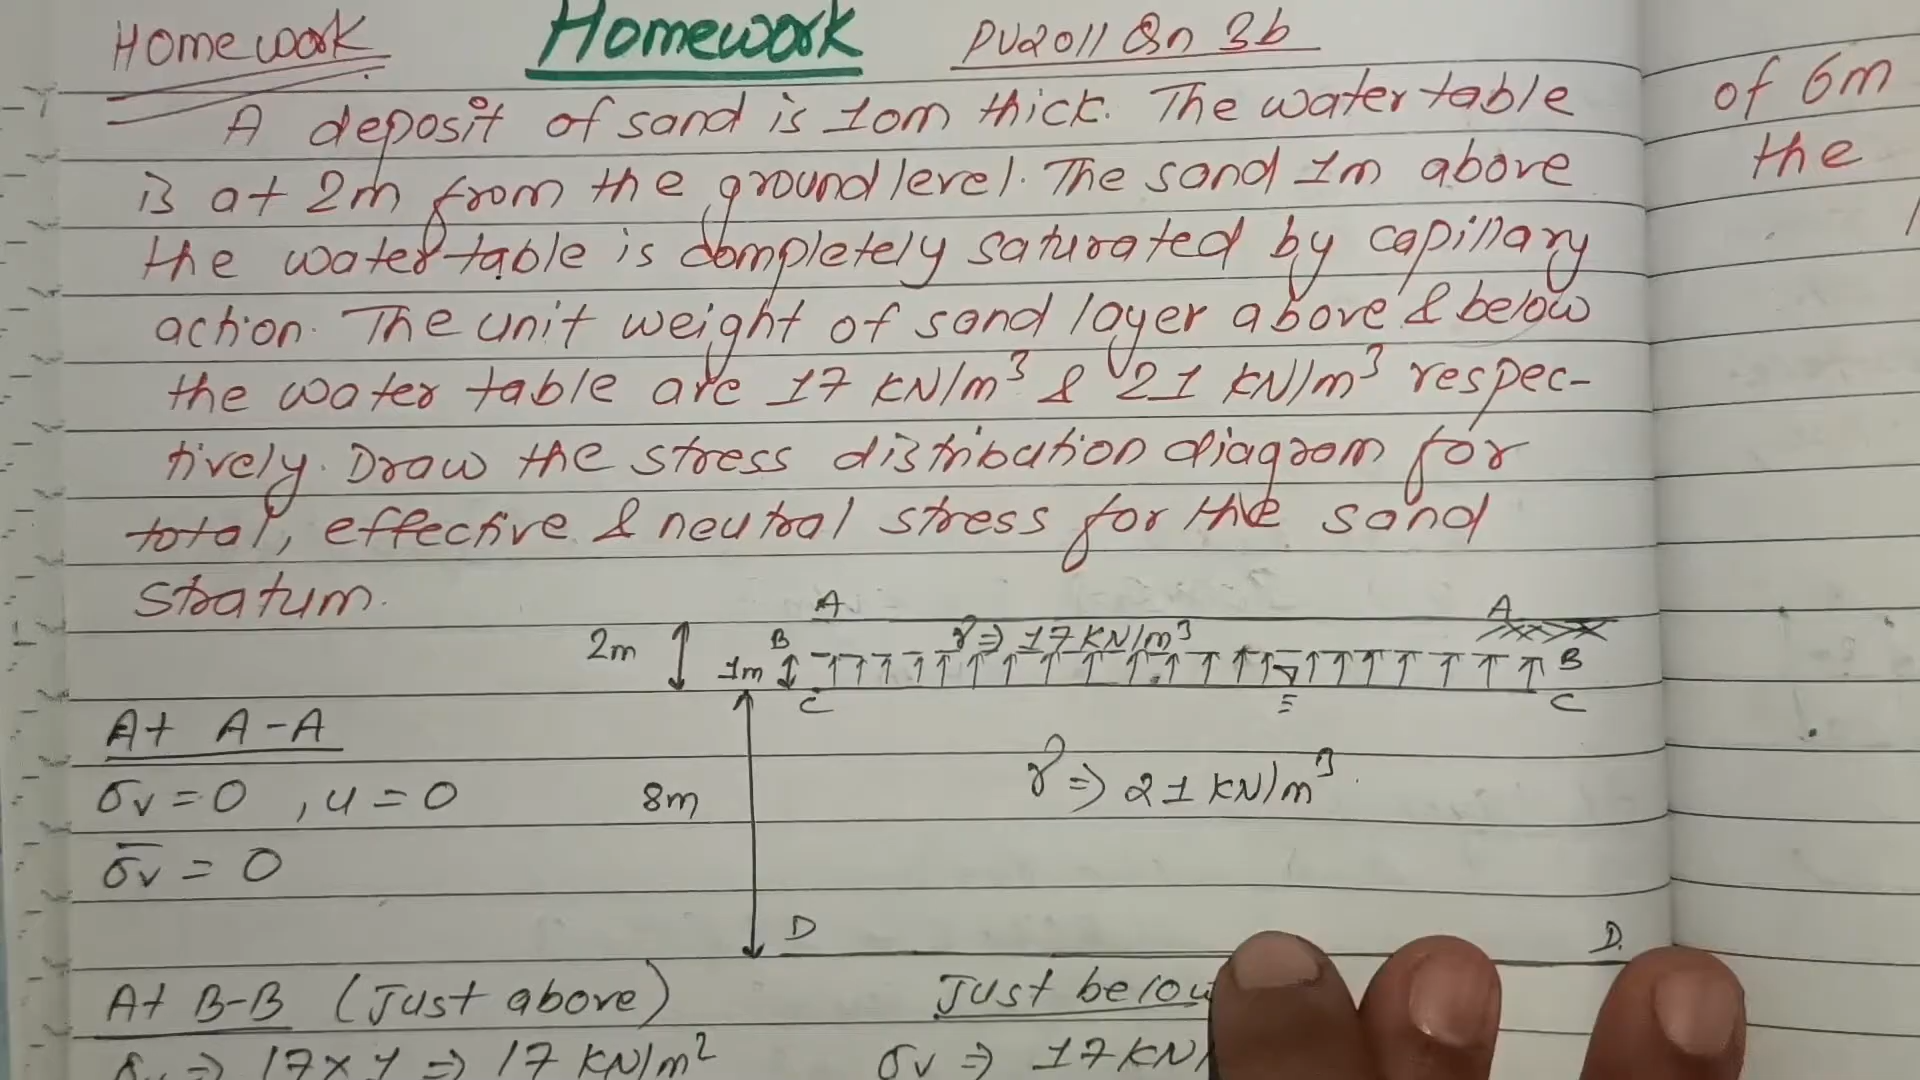 Homework Homework PU2011 Qn 3b
A deposit of sand is 10m thick. The water table
is at 2m from the ground level. The sand 1m above
the water table is completely saturated by capillary
action. The unit weight of sand layer above & below
the water table are 17 KN/m³ & 21 KN/m³ respec-
tively. Draw the stress distribution diagram for
total, effective & neutral stress for the sand
stratum.
of 6m
the
A A
2m B γ⇒ 17 KN/m³
1m B
C C
At A-A
σv = 0 , u = 0
8m γ⇒ 21 KN/m³
σ̄v = 0
D D.
At B-B (Just above) Just below
σv ⇒ 17x1 ⇒ 17 KN/m² σv ⇒ 17 KN/